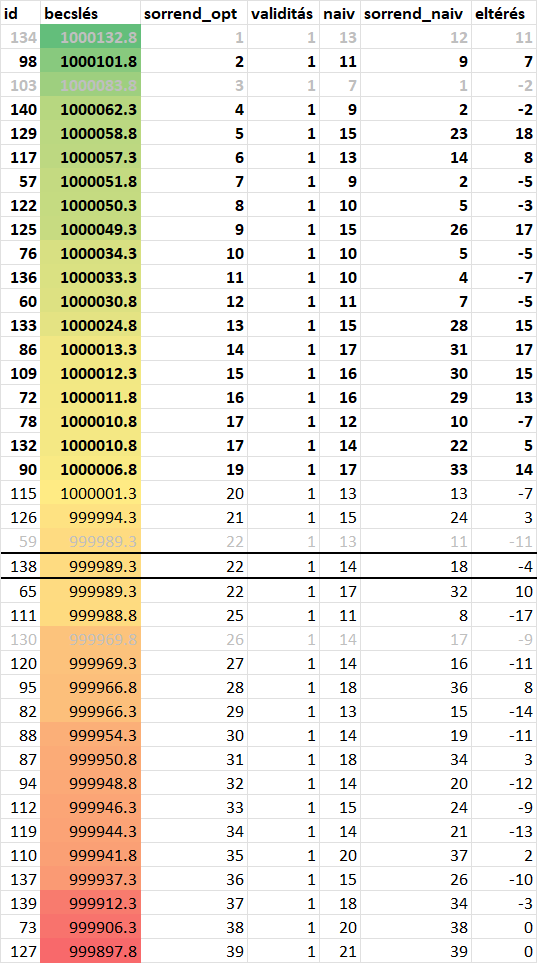 id becslés sorrend_opt validitás naiv sorrend_naiv eltérés
134 1000132.8 1 1 13 12 11
98 1000101.8 2 1 11 9 7
103 1000083.8 3 1 7 1 -2
140 1000062.3 4 1 9 2 -2
129 1000058.8 5 1 15 23 18
117 1000057.3 6 1 13 14 8
57 1000051.8 7 1 9 2 -5
122 1000050.3 8 1 10 5 -3
125 1000049.3 9 1 15 26 17
76 1000034.3 10 1 10 5 -5
136 1000033.3 11 1 10 4 -7
60 1000030.8 12 1 11 7 -5
133 1000024.8 13 1 15 28 15
86 1000013.3 14 1 17 31 17
109 1000012.3 15 1 16 30 15
72 1000011.8 16 1 16 29 13
78 1000010.8 17 1 12 10 -7
132 1000010.8 17 1 14 22 5
90 1000006.8 19 1 17 33 14
115 1000001.3 20 1 13 13 -7
126 999994.3 21 1 15 24 3
59 999989.3 22 1 13 11 -11
138 999989.3 22 1 14 18 -4
65 999989.3 22 1 17 32 10
111 999988.8 25 1 11 8 -17
130 999969.8 26 1 14 17 -9
120 999969.3 27 1 14 16 -11
95 999966.8 28 1 18 36 8
82 999966.3 29 1 13 15 -14
88 999954.3 30 1 14 19 -11
87 999950.8 31 1 18 34 3
94 999948.8 32 1 14 20 -12
112 999946.3 33 1 15 24 -9
119 999944.3 34 1 14 21 -13
110 999941.8 35 1 20 37 2
137 999937.3 36 1 15 26 -10
139 999912.3 37 1 18 34 -3
73 999906.3 38 1 20 38 0
127 999897.8 39 1 21 39 0